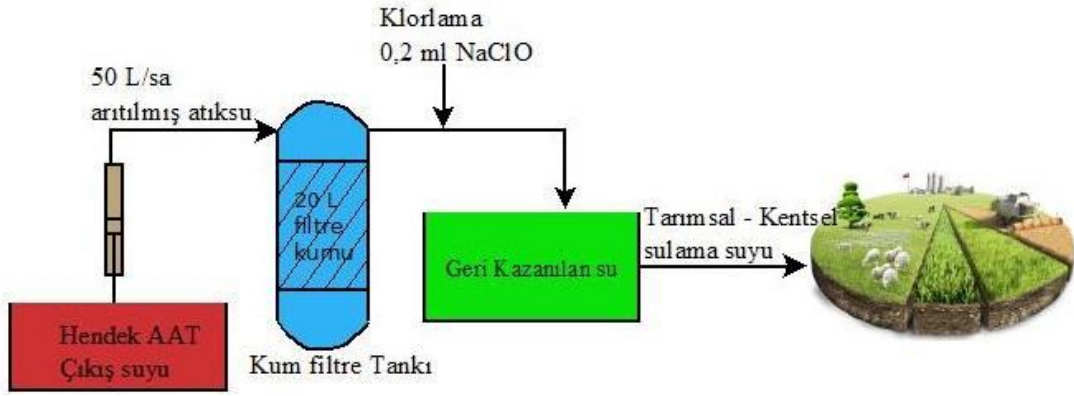 Klorlama
0,2 ml NaClO
50 L/sa
arıtılmış atıksu
20 L
filtre
kumu
Tarımsal - Kentsel
sulama suyu
Geri Kazanılan su
Hendek AAT
Çıkış suyu
Kum filtre Tankı